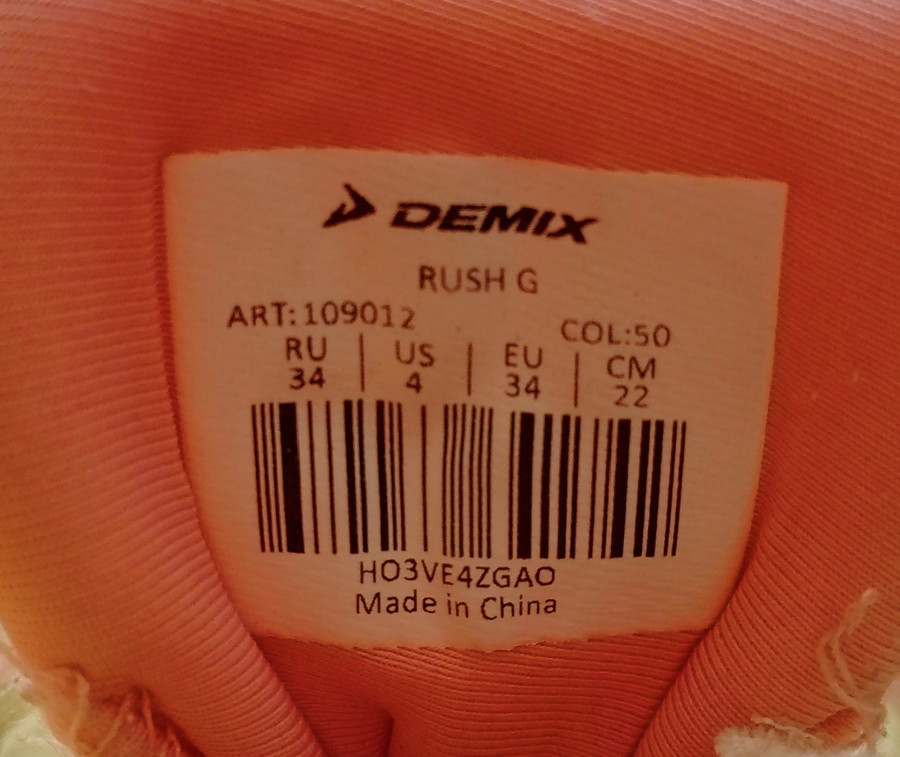 DEMIX
RUSH G
ART:109012 COL:50
RU | US | EU | CM
34 | 4 | 34 | 22
HO3VE4ZGAO
Made in China